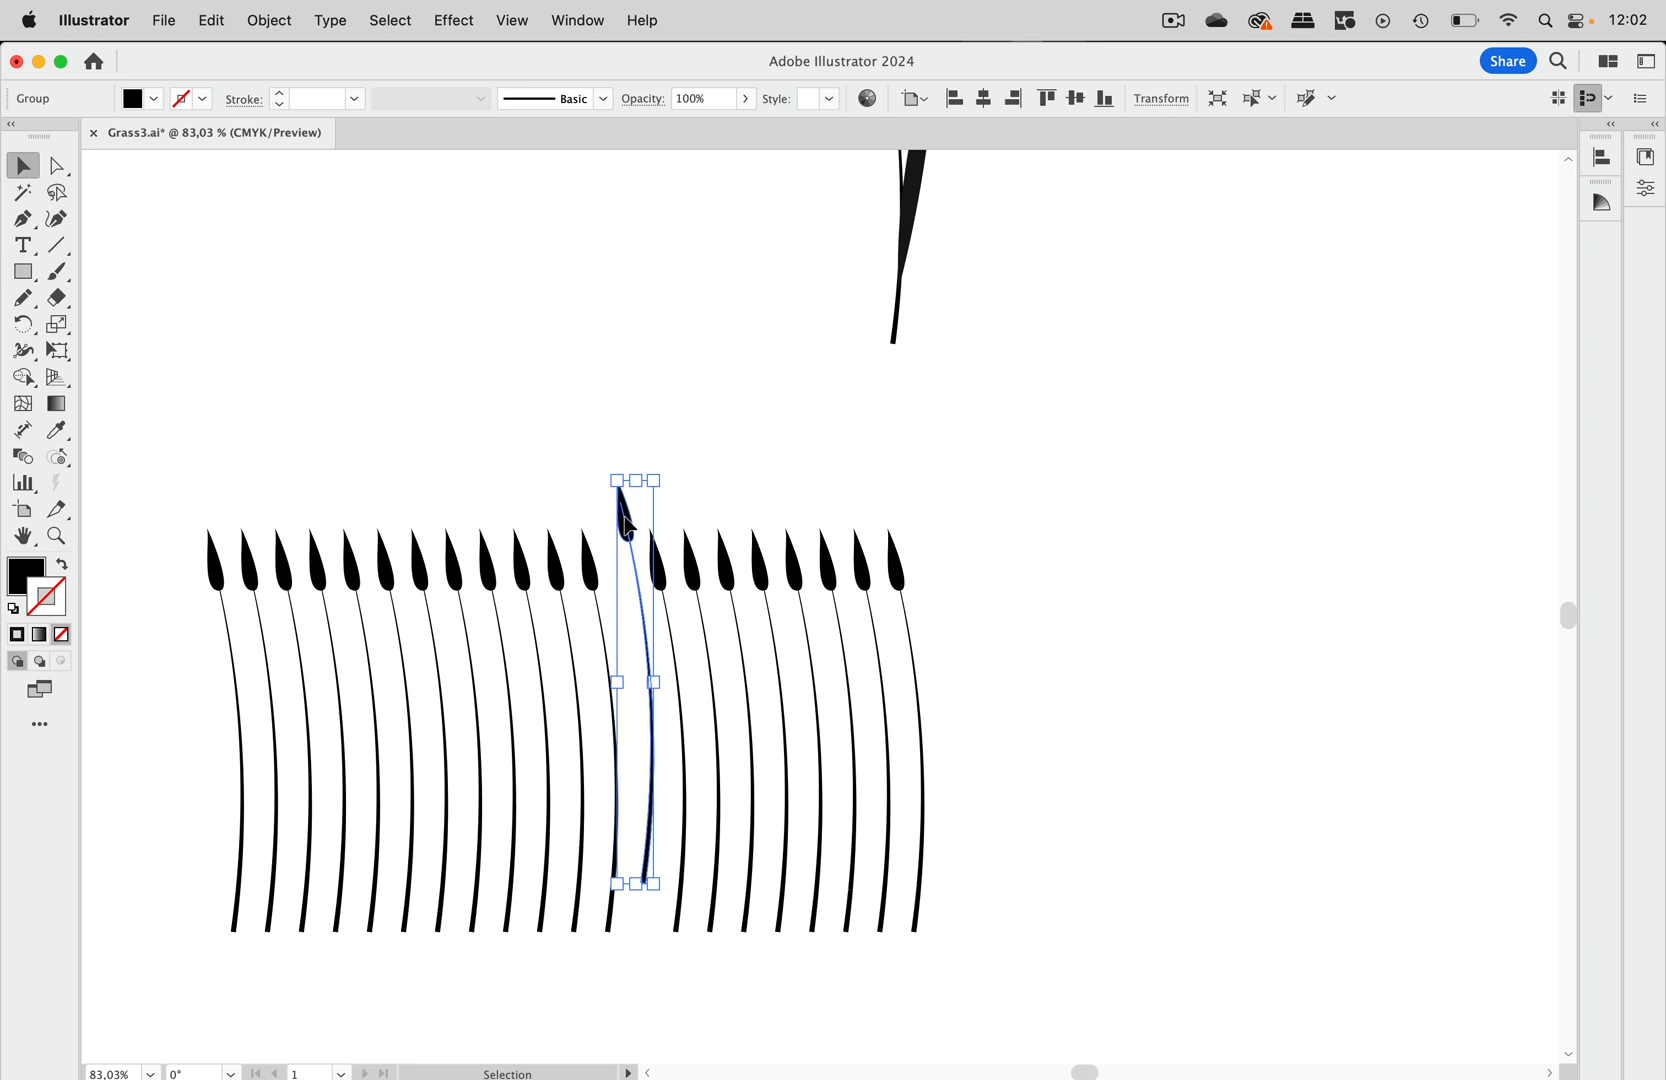 Illustrator File Edit Object Type Select Effect View Window Help 12:02
Adobe Illustrator 2024 Share
Group Stroke: Basic Opacity: 100% Style: Transform
Grass3.ai* @ 83,03 % (CMYK/Preview)
83,03% 0° 1 Selection